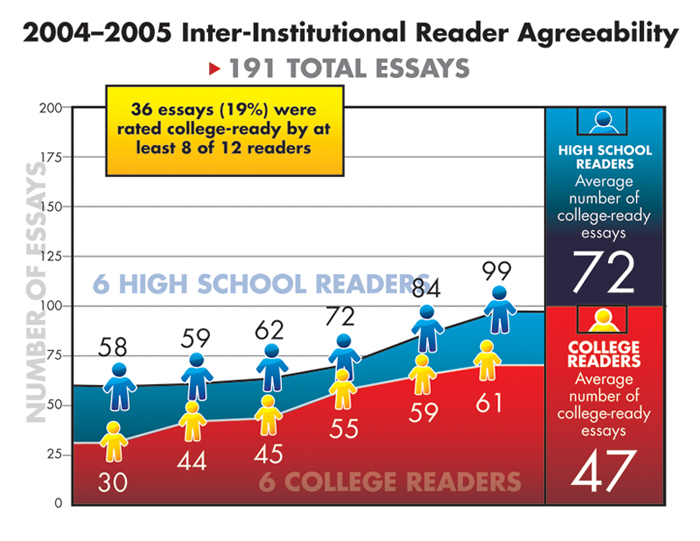 2004–2005 Inter-Institutional Reader Agreeability
191 TOTAL ESSAYS
36 essays (19%) were
rated college-ready by at
least 8 of 12 readers
NUMBER OF ESSAYS
200
175
150
125
100
75
50
25
0
6 HIGH SCHOOL READERS
58
59
62
72
84
99
30
44
45
55
59
61
6 COLLEGE READERS
HIGH SCHOOL
READERS
Average
number of
college-ready
essays
72
COLLEGE
READERS
Average
number of
college-ready
essays
47